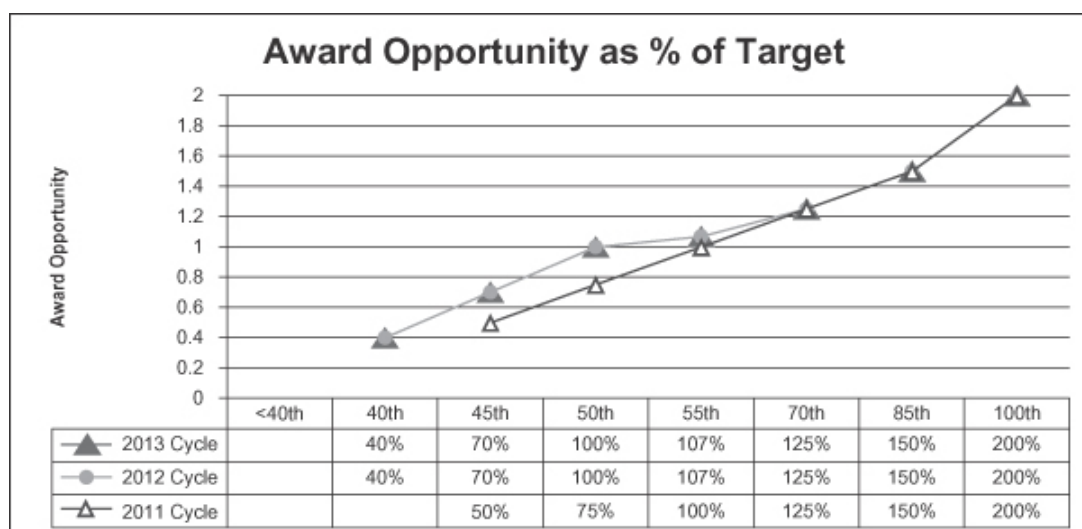 Award Opportunity as % of Target
Award Opportunity
2
1.8
1.6
1.4
1.2
1
0.8
0.6
0.4
0.2
0
<40th 40th 45th 50th 55th 70th 85th 100th
2013 Cycle 40% 70% 100% 107% 125% 150% 200%
2012 Cycle 40% 70% 100% 107% 125% 150% 200%
2011 Cycle 50% 75% 100% 125% 150% 200%